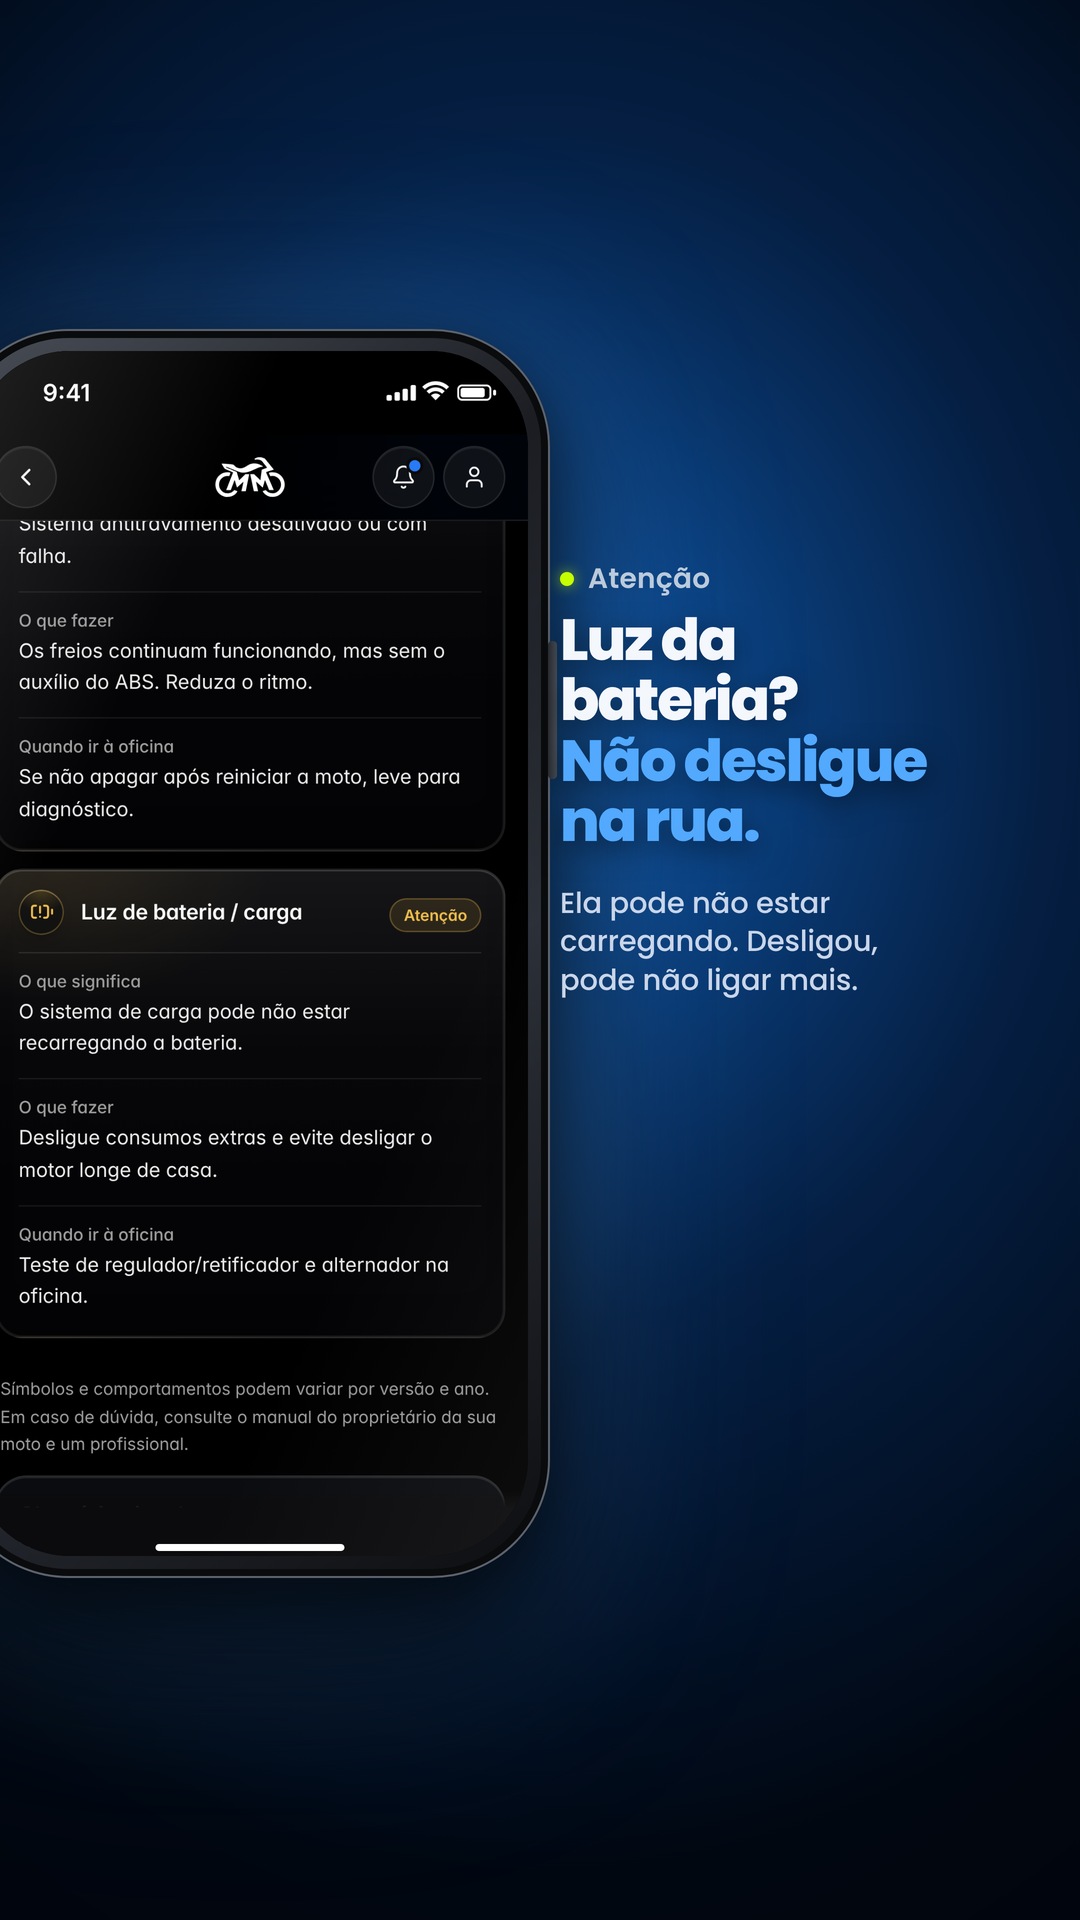 9:41
MM
Sistema antitravamento desativado ou com
falha.
O que fazer
Os freios continuam funcionando, mas sem o
auxílio do ABS. Reduza o ritmo.
Quando ir à oficina
Se não apagar após reiniciar a moto, leve para
diagnóstico.
Luz de bateria / carga
Atenção
O que significa
O sistema de carga pode não estar
recarregando a bateria.
O que fazer
Desligue consumos extras e evite desligar o
motor longe de casa.
Quando ir à oficina
Teste de regulador/retificador e alternador na
oficina.
Símbolos e comportamentos podem variar por versão e ano.
Em caso de dúvida, consulte o manual do proprietário da sua
moto e um profissional.
Atenção
Luz da
bateria?
Não desligue
na rua.
Ela pode não estar
carregando. Desligou,
pode não ligar mais.